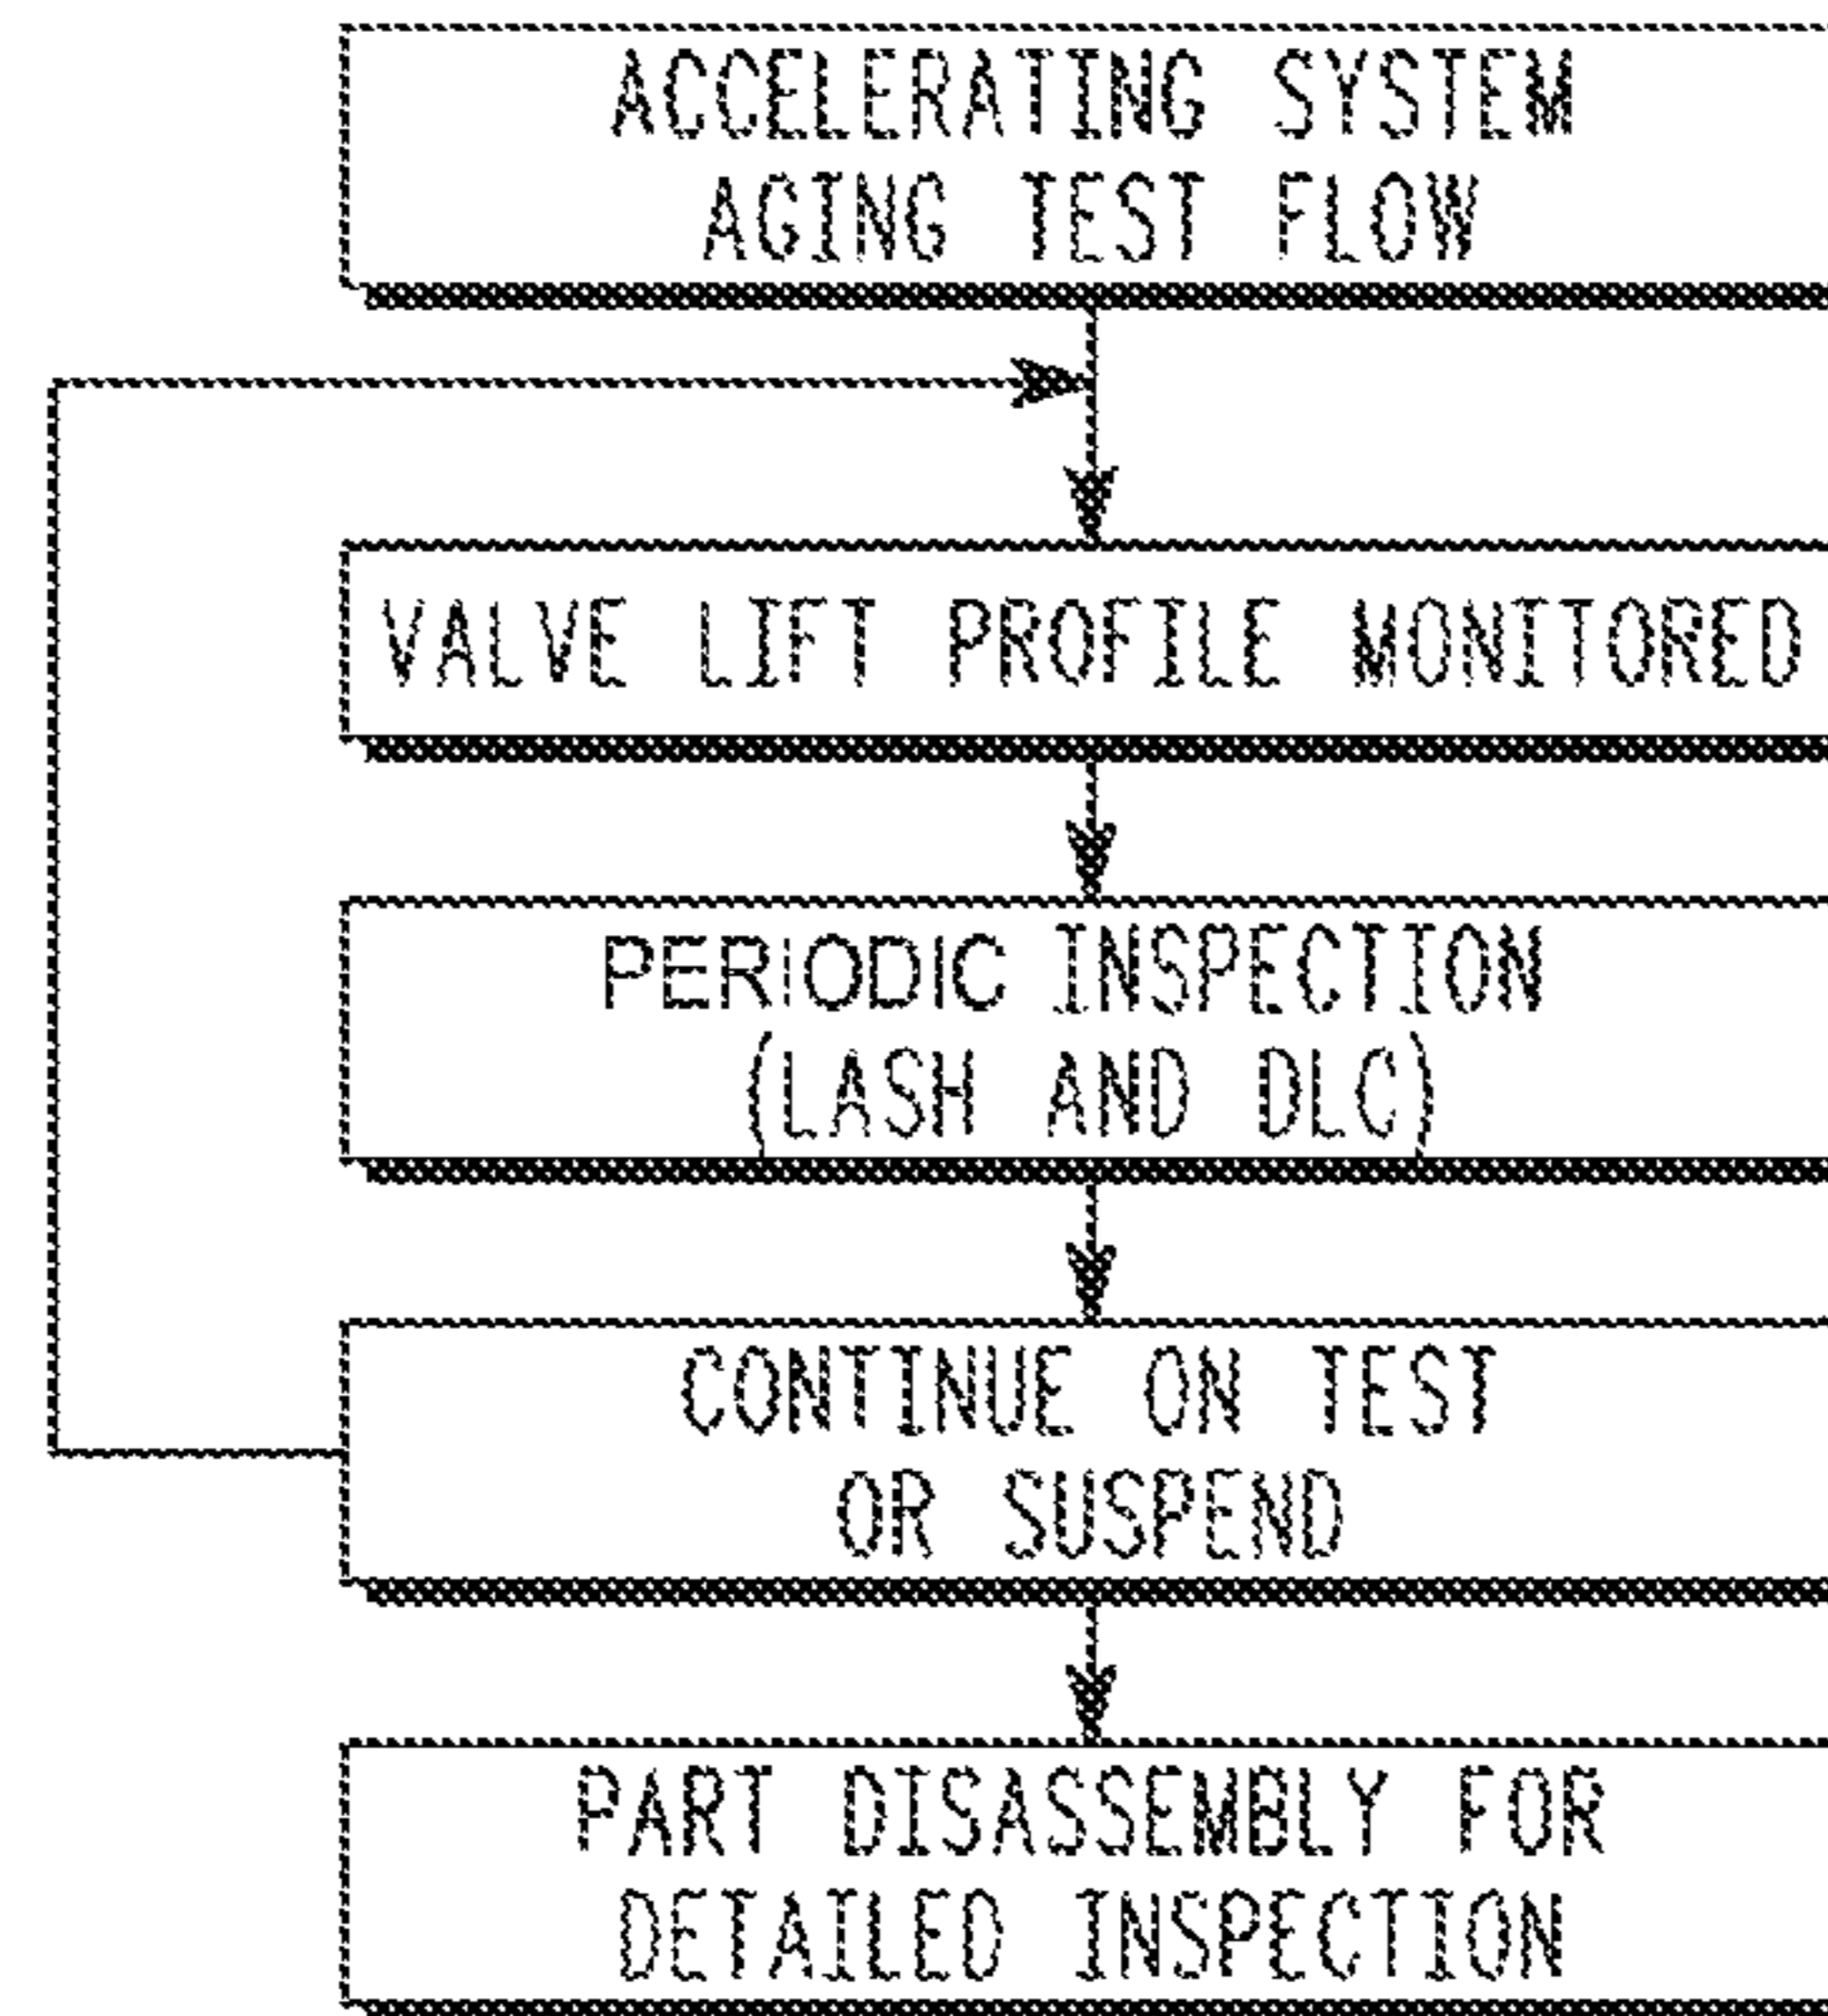 ACCELERATING SYSTEM
AGING TEST FLOW
VALVE LIFT PROFILE MONITORED
PERIODIC INSPECTION
(LASH AND DLC)
CONTINUE ON TEST
OR SUSPEND
PART DISASSEMBLY FOR
DETAILED INSPECTION